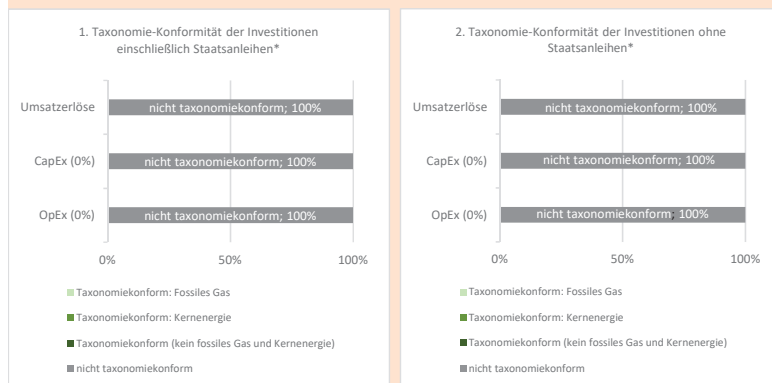 1. Taxonomie-Konformität der Investitionen
einschließlich Staatsanleihen*
Umsatzerlöse
nicht taxonomiekonform; 100%
CapEx (0%)
nicht taxonomiekonform; 100%
OpEx (0%)
nicht taxonomiekonform; 100%
0%
50%
100%
Taxonomiekonform: Fossiles Gas
Taxonomiekonform: Kernenergie
Taxonomiekonform (kein fossiles Gas und Kernenergie)
nicht taxonomiekonform
2. Taxonomie-Konformität der Investitionen ohne
Staatsanleihen*
Umsatzerlöse
nicht taxonomiekonform; 100%
CapEx (0%)
nicht taxonomiekonform; 100%
OpEx (0%)
nicht taxonomiekonform; 100%
0%
50%
100%
Taxonomiekonform: Fossiles Gas
Taxonomiekonform: Kernenergie
Taxonomiekonform (kein fossiles Gas und Kernenergie)
nicht taxonomiekonform